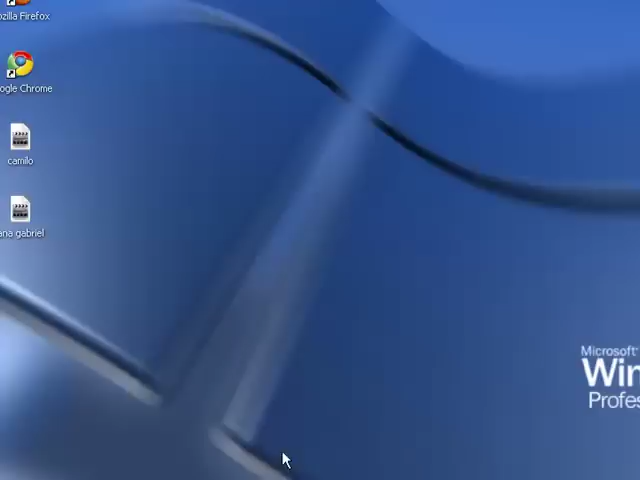 ozilla Firefox
ogle Chrome
camilo
ana gabriel
Microsoft
Win
Profes